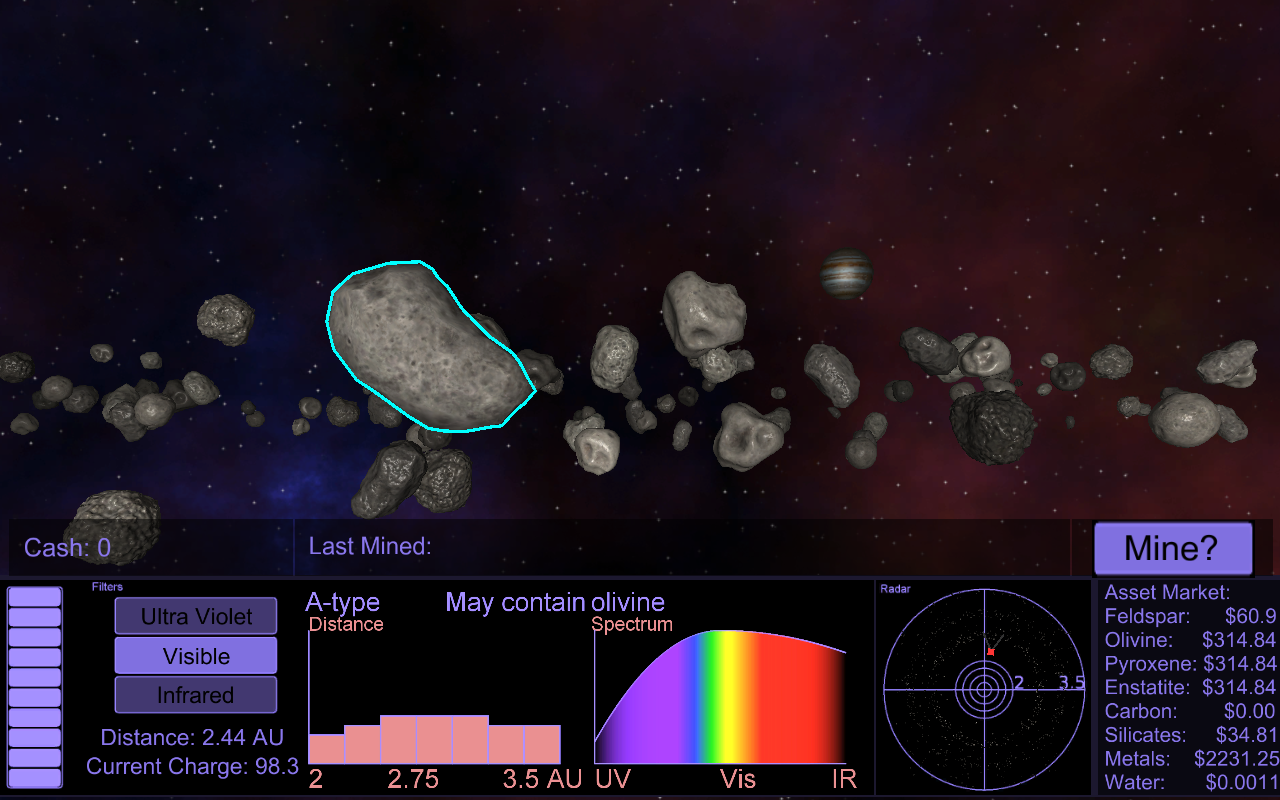 Cash: 0
Last Mined:
Mine?
Filters
Ultra Violet
Visible
Infrared
Distance: 2.44 AU
Current Charge: 98.3
A-type
May contain olivine
Distance
2 2.75 3.5 AU
Spectrum
UV Vis IR
Radar
2 3.5
Asset Market:
Feldspar: $60.9
Olivine: $314.84
Pyroxene: $314.84
Enstatite: $314.84
Carbon: $0.00
Silicates: $34.81
Metals: $2231.25
Water: $0.0011